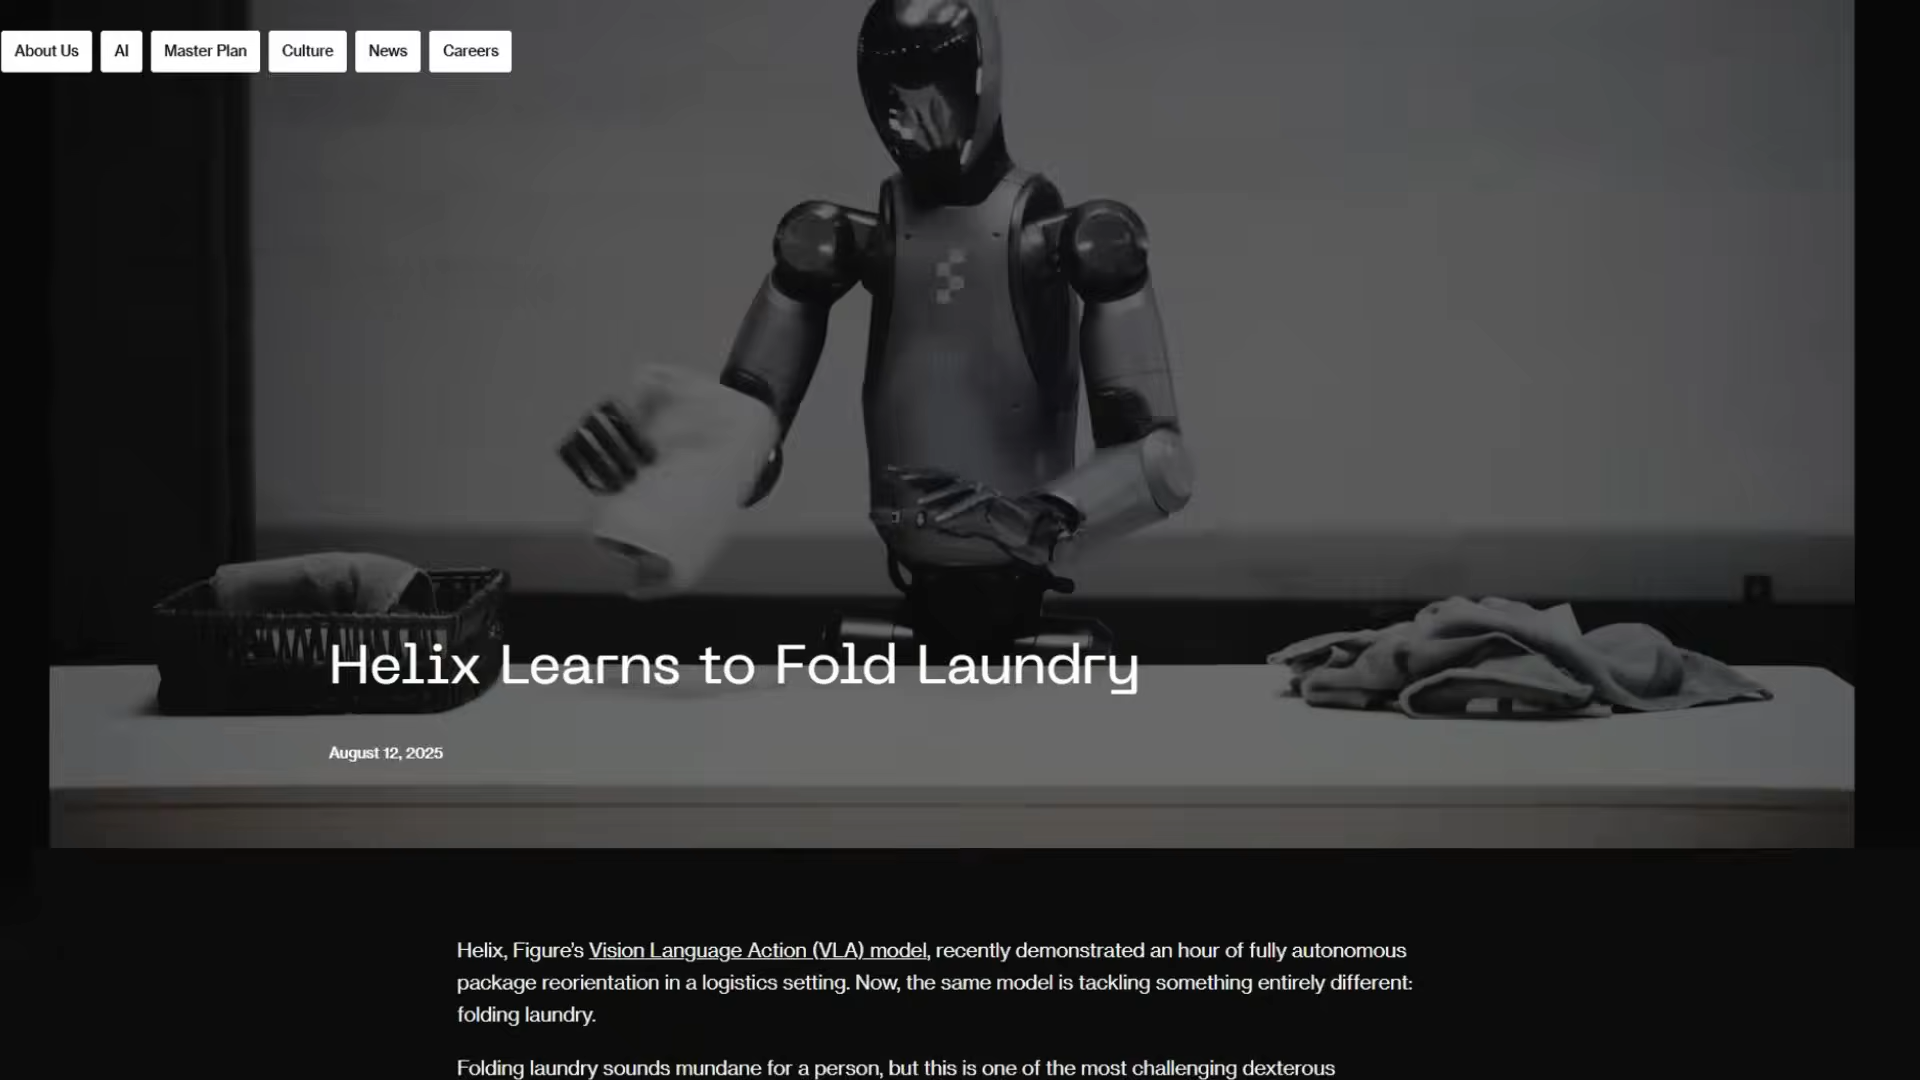 About Us
AI
Master Plan
Culture
News
Careers
Helix Learns to Fold Laundry
August 12, 2025
Helix, Figure’s Vision Language Action (VLA) model, recently demonstrated an hour of fully autonomous
package reorientation in a logistics setting. Now, the same model is tackling something entirely different:
folding laundry.
Folding laundry sounds mundane for a person, but this is one of the most challenging dexterous